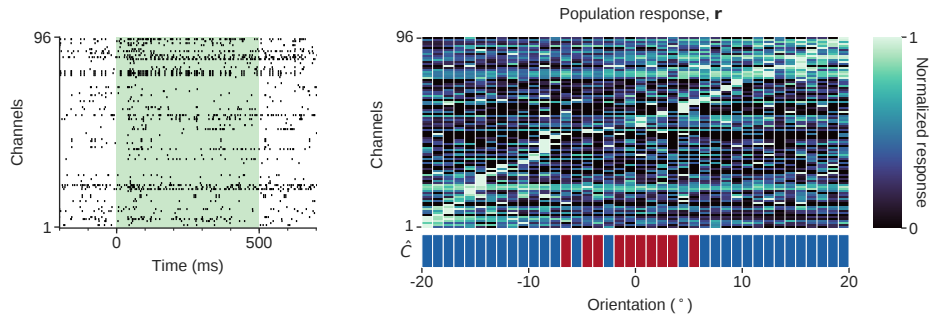 Population response, r
96
Channels
1
0
500
Time (ms)
96
Channels
1
Ĉ
-20
-10
0
10
20
Orientation (°)
1
0
Normalized response